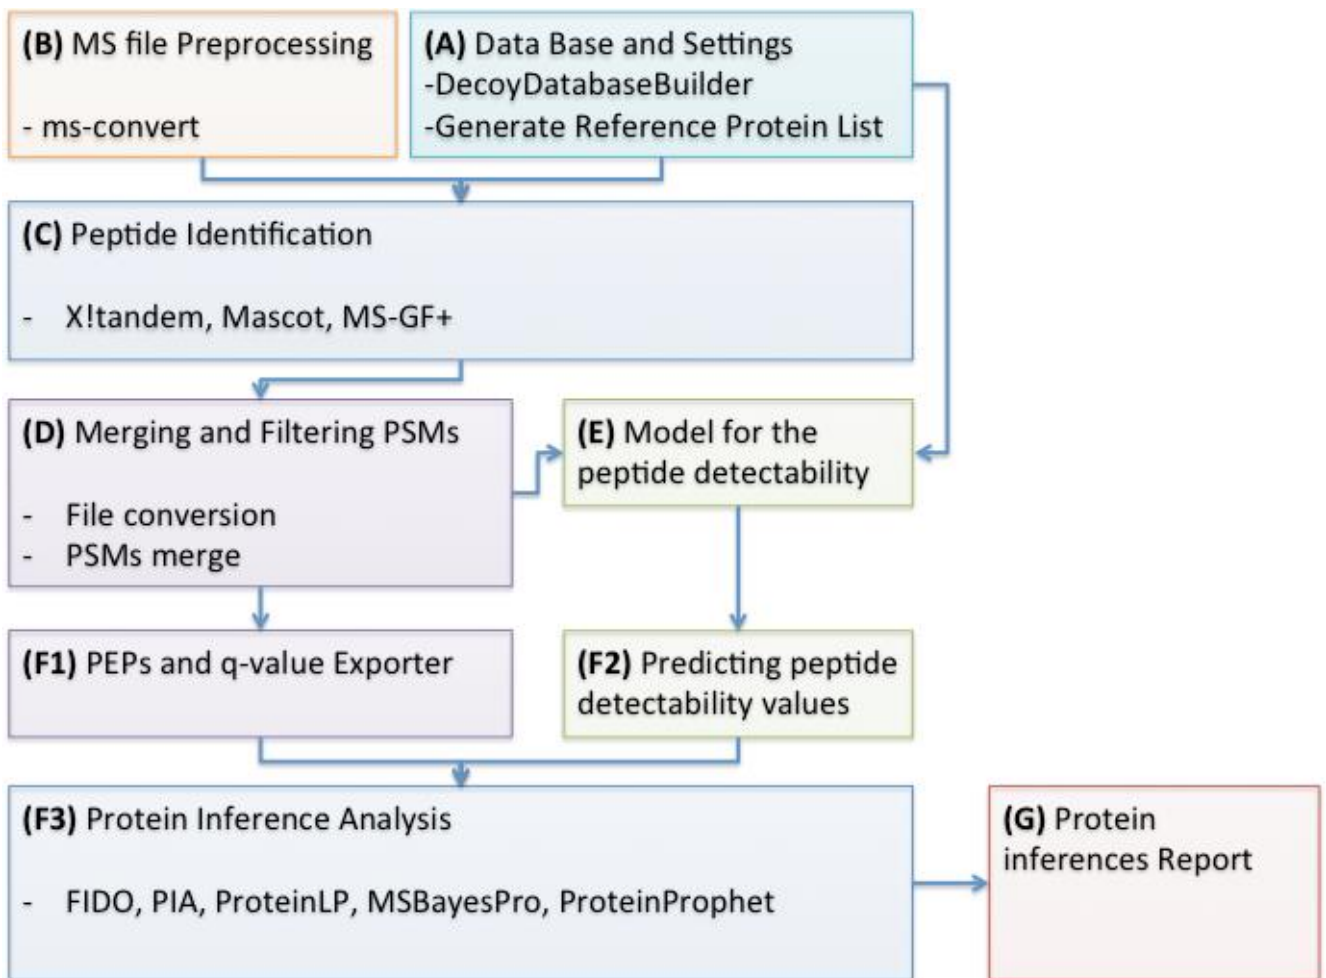 (B) MS file Preprocessing
- ms-convert
(A) Data Base and Settings
-DecoyDatabaseBuilder
-Generate Reference Protein List
(C) Peptide Identification
- X!tandem, Mascot, MS-GF+
(D) Merging and Filtering PSMs
- File conversion
- PSMs merge
(E) Model for the
peptide detectability
(F1) PEPs and q-value Exporter
(F2) Predicting peptide
detectability values
(F3) Protein Inference Analysis
- FIDO, PIA, ProteinLP, MSBayesPro, ProteinProphet
(G) Protein
inferences Report